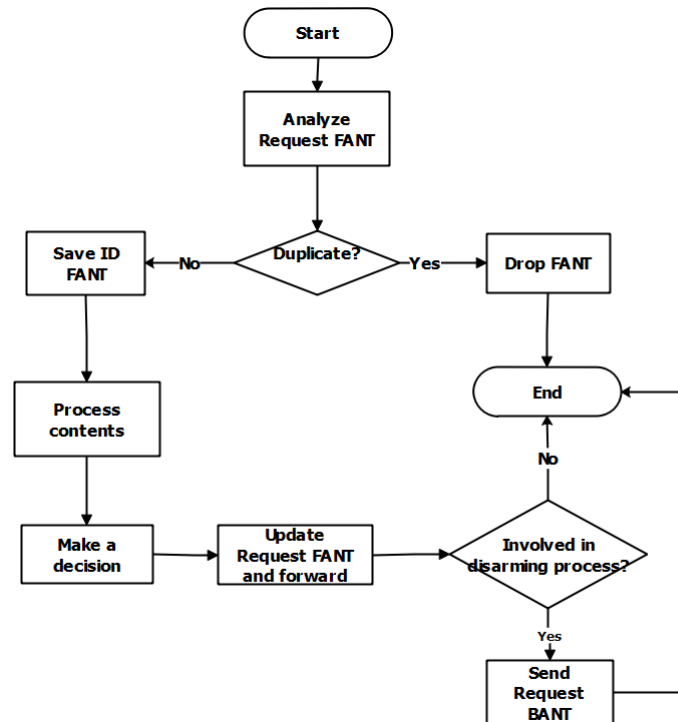 Start
Analyze
Request FANT
Duplicate?
No
Yes
Save ID
FANT
Drop FANT
Process
contents
End
No
Make a
decision
Update
Request FANT
and forward
Involved in
disarming process?
Yes
Send
Request
BANT